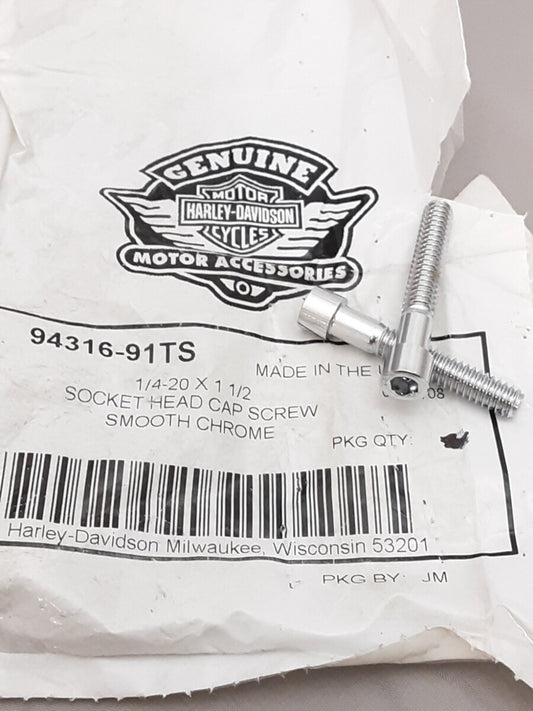 GENUINE
MOTOR
HARLEY-DAVIDSON
CYCLES
MOTOR ACCESSORIES
94316-91TS
MADE IN THE
1/4-20 X 1 1/2
SOCKET HEAD CAP SCREW
SMOOTH CHROME
PKG QTY:
Harley-Davidson Milwaukee, Wisconsin 53201
PKG BY: JM